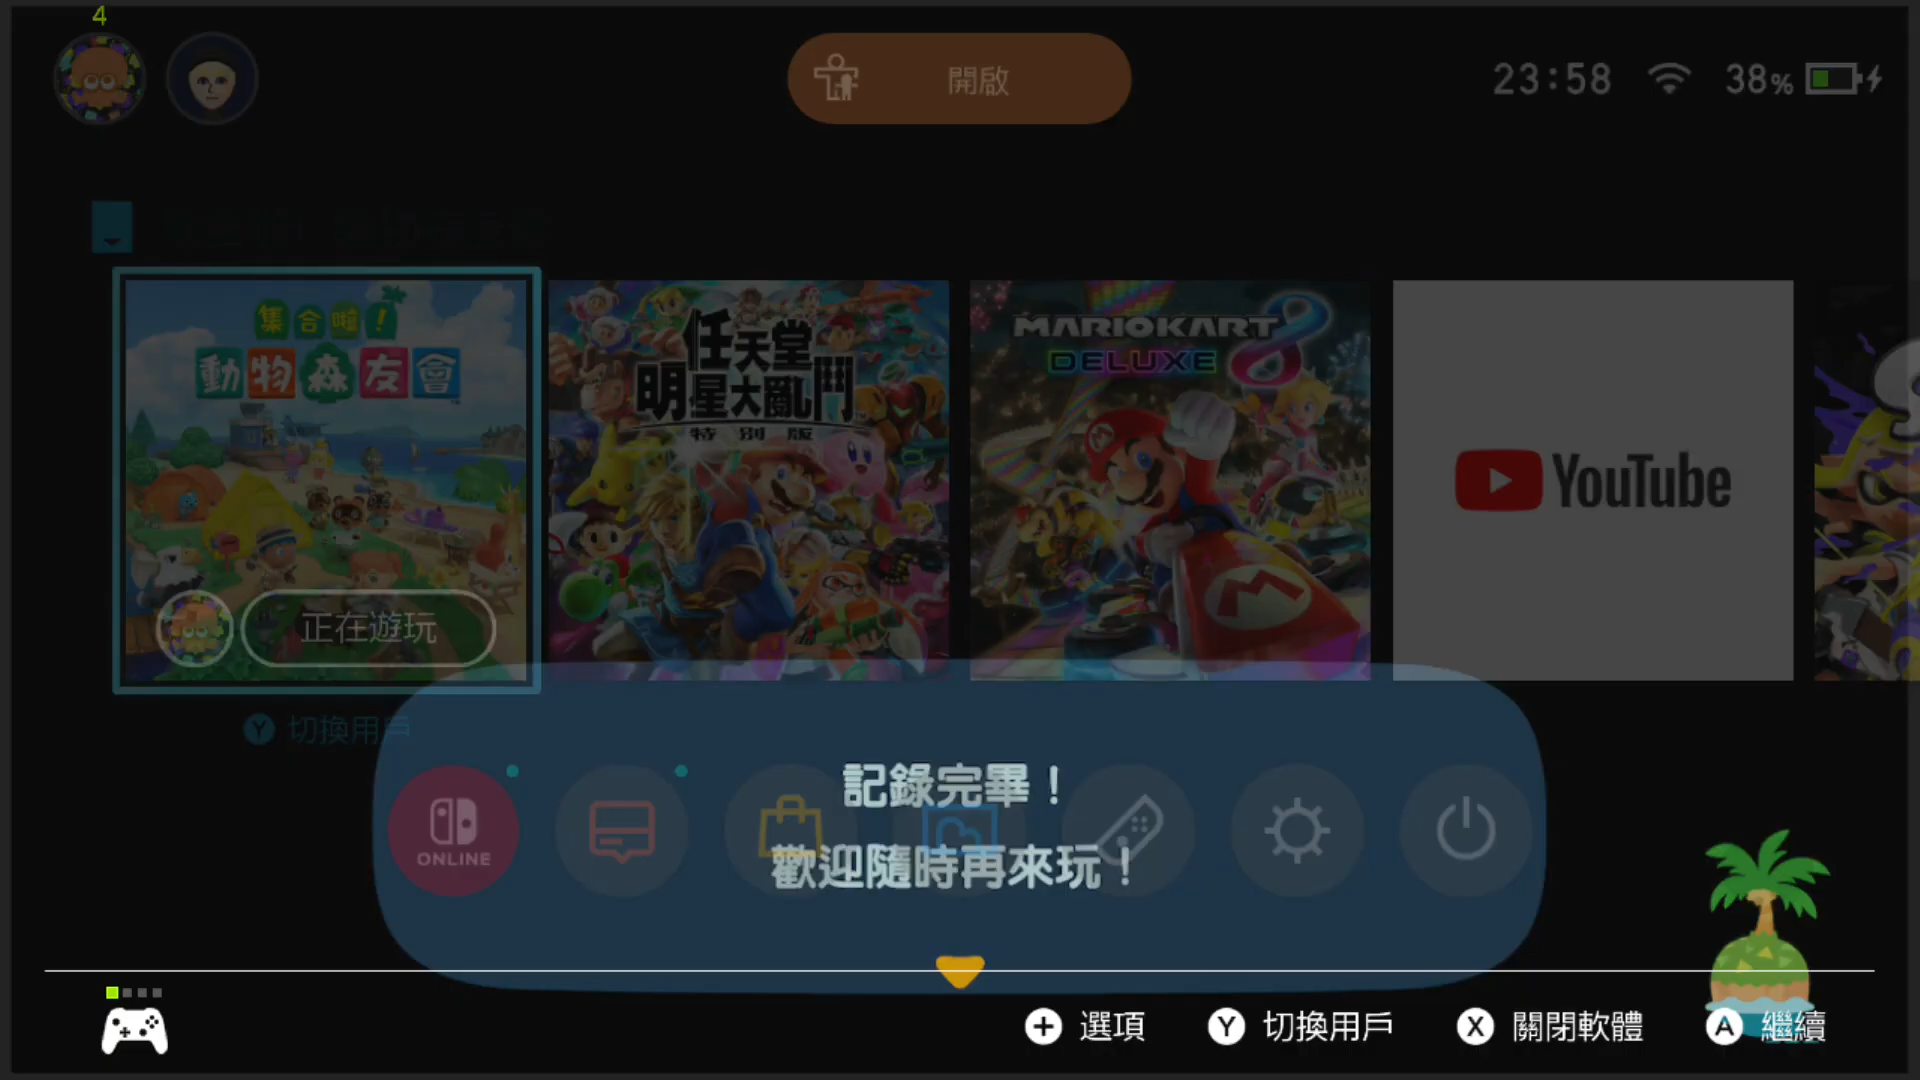 4
開啟
23:58
38%
集合啦！
動物森友會
正在遊玩
任天堂
明星大亂鬥
特別版
MARIOKART 8
DELUXE
YouTube
Y 切換用戶
記錄完畢！
歡迎隨時再來玩！
ONLINE
+ 選項
Y 切換用戶
X 關閉軟體
A 繼續